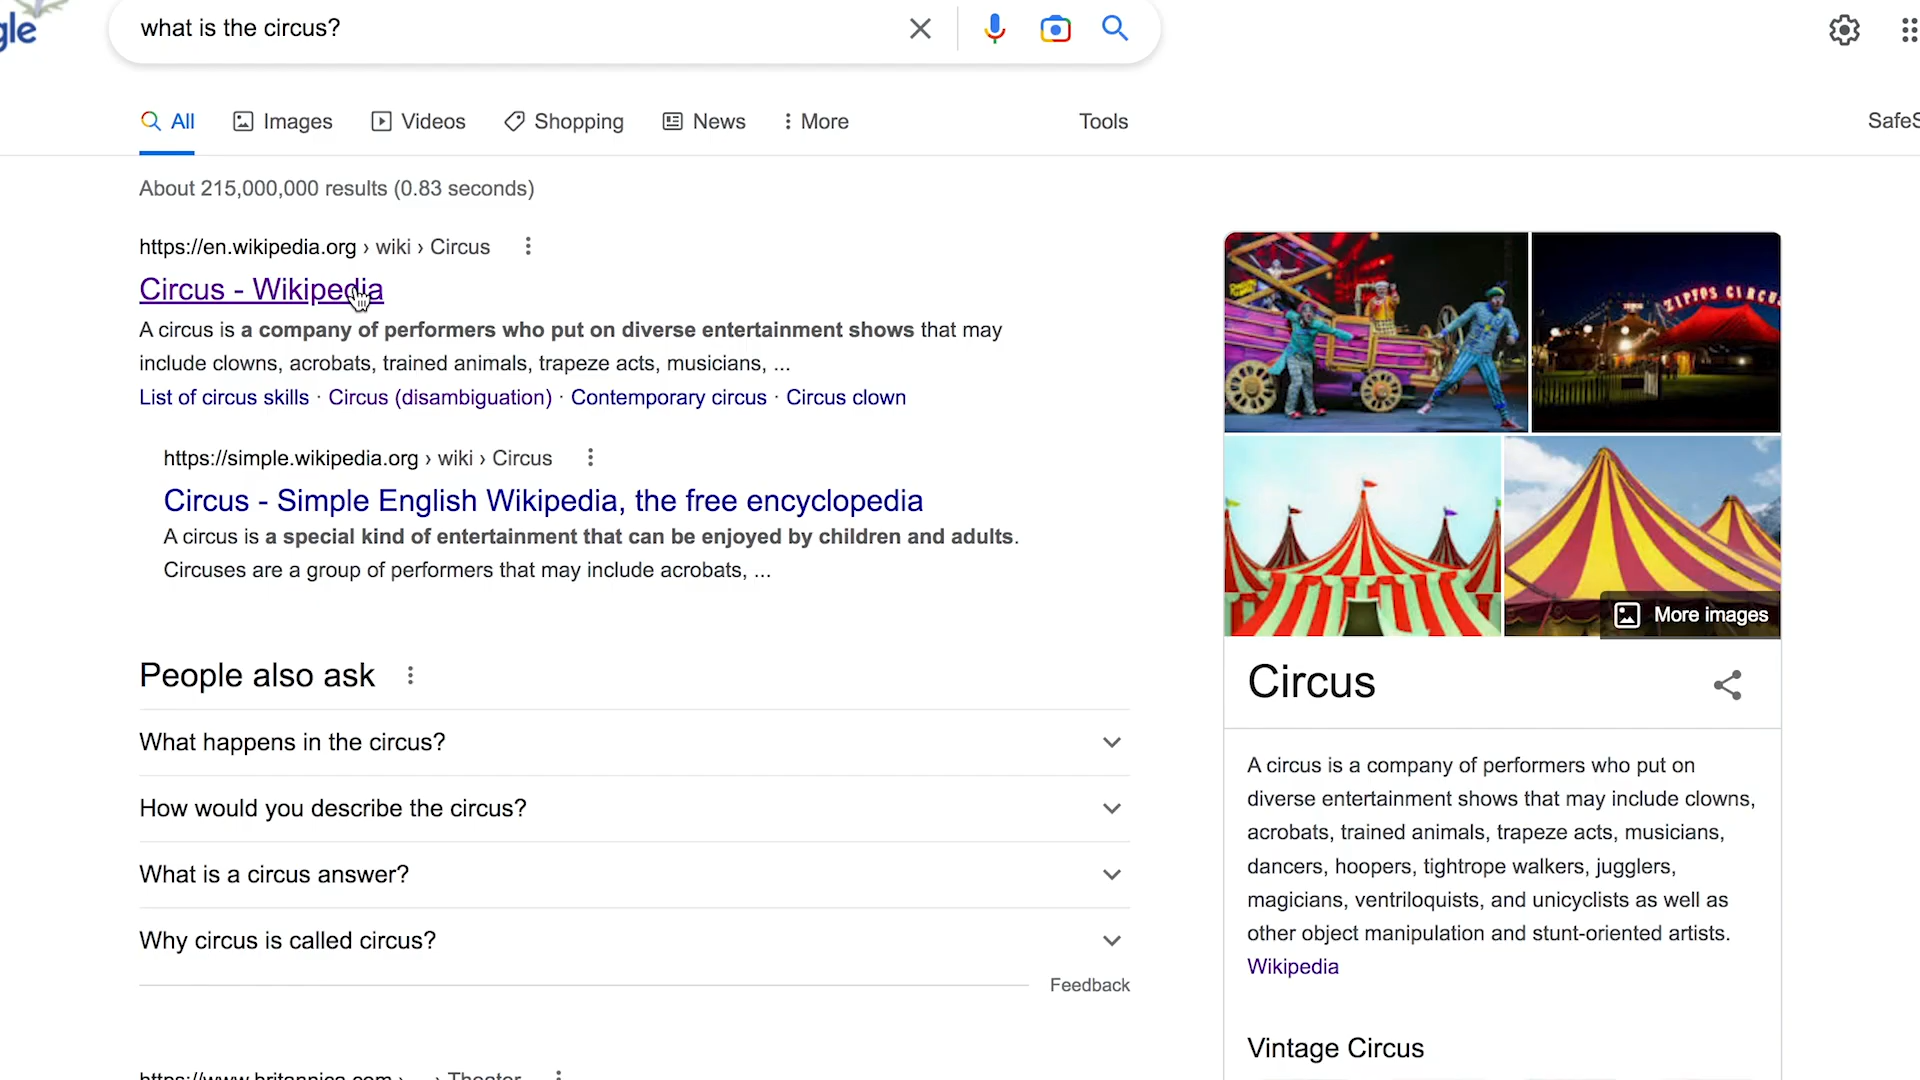 gle
what is the circus?
All
Images
Videos
Shopping
News
More
Tools
SafeS
About 215,000,000 results (0.83 seconds)
https://en.wikipedia.org › wiki › Circus
Circus - Wikipedia
A circus is a company of performers who put on diverse entertainment shows that may
include clowns, acrobats, trained animals, trapeze acts, musicians, ...
List of circus skills · Circus (disambiguation) · Contemporary circus · Circus clown
https://simple.wikipedia.org › wiki › Circus
Circus - Simple English Wikipedia, the free encyclopedia
A circus is a special kind of entertainment that can be enjoyed by children and adults.
Circuses are a group of performers that may include acrobats, ...
People also ask
What happens in the circus?
How would you describe the circus?
What is a circus answer?
Why circus is called circus?
Feedback
https://www.britannica.com › ... › Theater
ZIPPOS CIRCUS
More images
Circus
A circus is a company of performers who put on
diverse entertainment shows that may include clowns,
acrobats, trained animals, trapeze acts, musicians,
dancers, hoopers, tightrope walkers, jugglers,
magicians, ventriloquists, and unicyclists as well as
other object manipulation and stunt-oriented artists.
Wikipedia
Vintage Circus